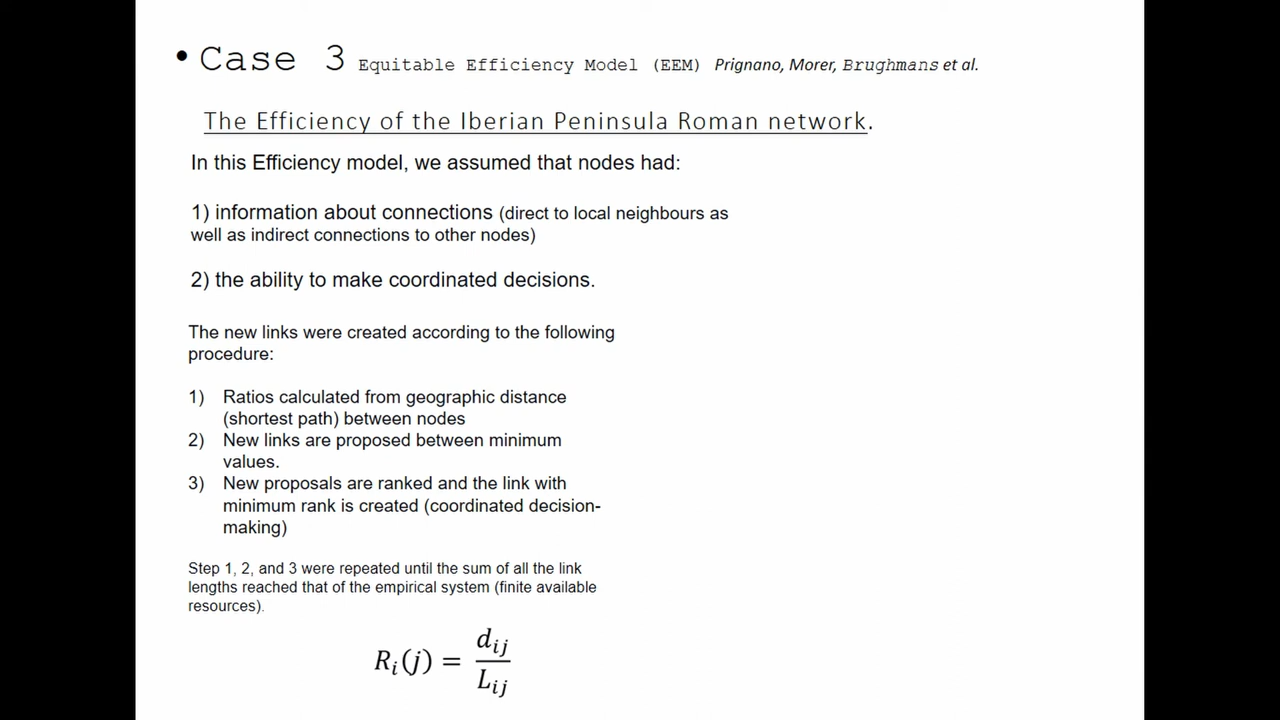 • Case 3 Equitable Efficiency Model (EEM) Prignano, Morer, Brughmans et al.
The Efficiency of the Iberian Peninsula Roman network.
In this Efficiency model, we assumed that nodes had:
1) information about connections (direct to local neighbours as
well as indirect connections to other nodes)
2) the ability to make coordinated decisions.
The new links were created according to the following
procedure:
1) Ratios calculated from geographic distance
(shortest path) between nodes
2) New links are proposed between minimum
values.
3) New proposals are ranked and the link with
minimum rank is created (coordinated decision-
making)
Step 1, 2, and 3 were repeated until the sum of all the link
lengths reached that of the empirical system (finite available
resources).
R_i(j) = d_ij / L_ij